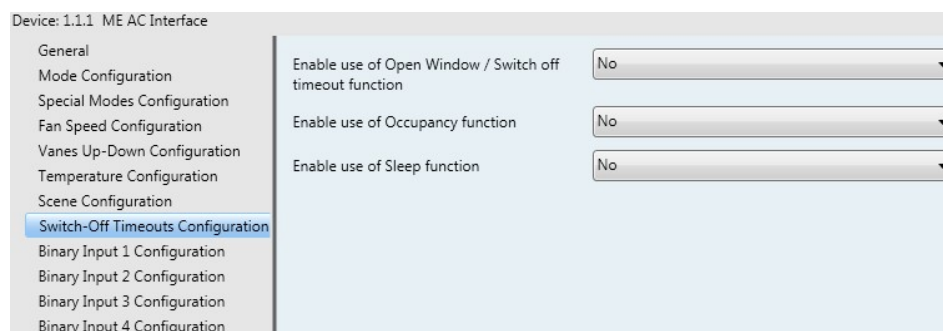 Device: 1.1.1 ME AC Interface
General
Mode Configuration
Special Modes Configuration
Fan Speed Configuration
Vanes Up-Down Configuration
Temperature Configuration
Scene Configuration
Switch-Off Timeouts Configuration
Binary Input 1 Configuration
Binary Input 2 Configuration
Binary Input 3 Configuration
Binary Input 4 Configuration
Enable use of Open Window / Switch off
timeout function
No
Enable use of Occupancy function
No
Enable use of Sleep function
No